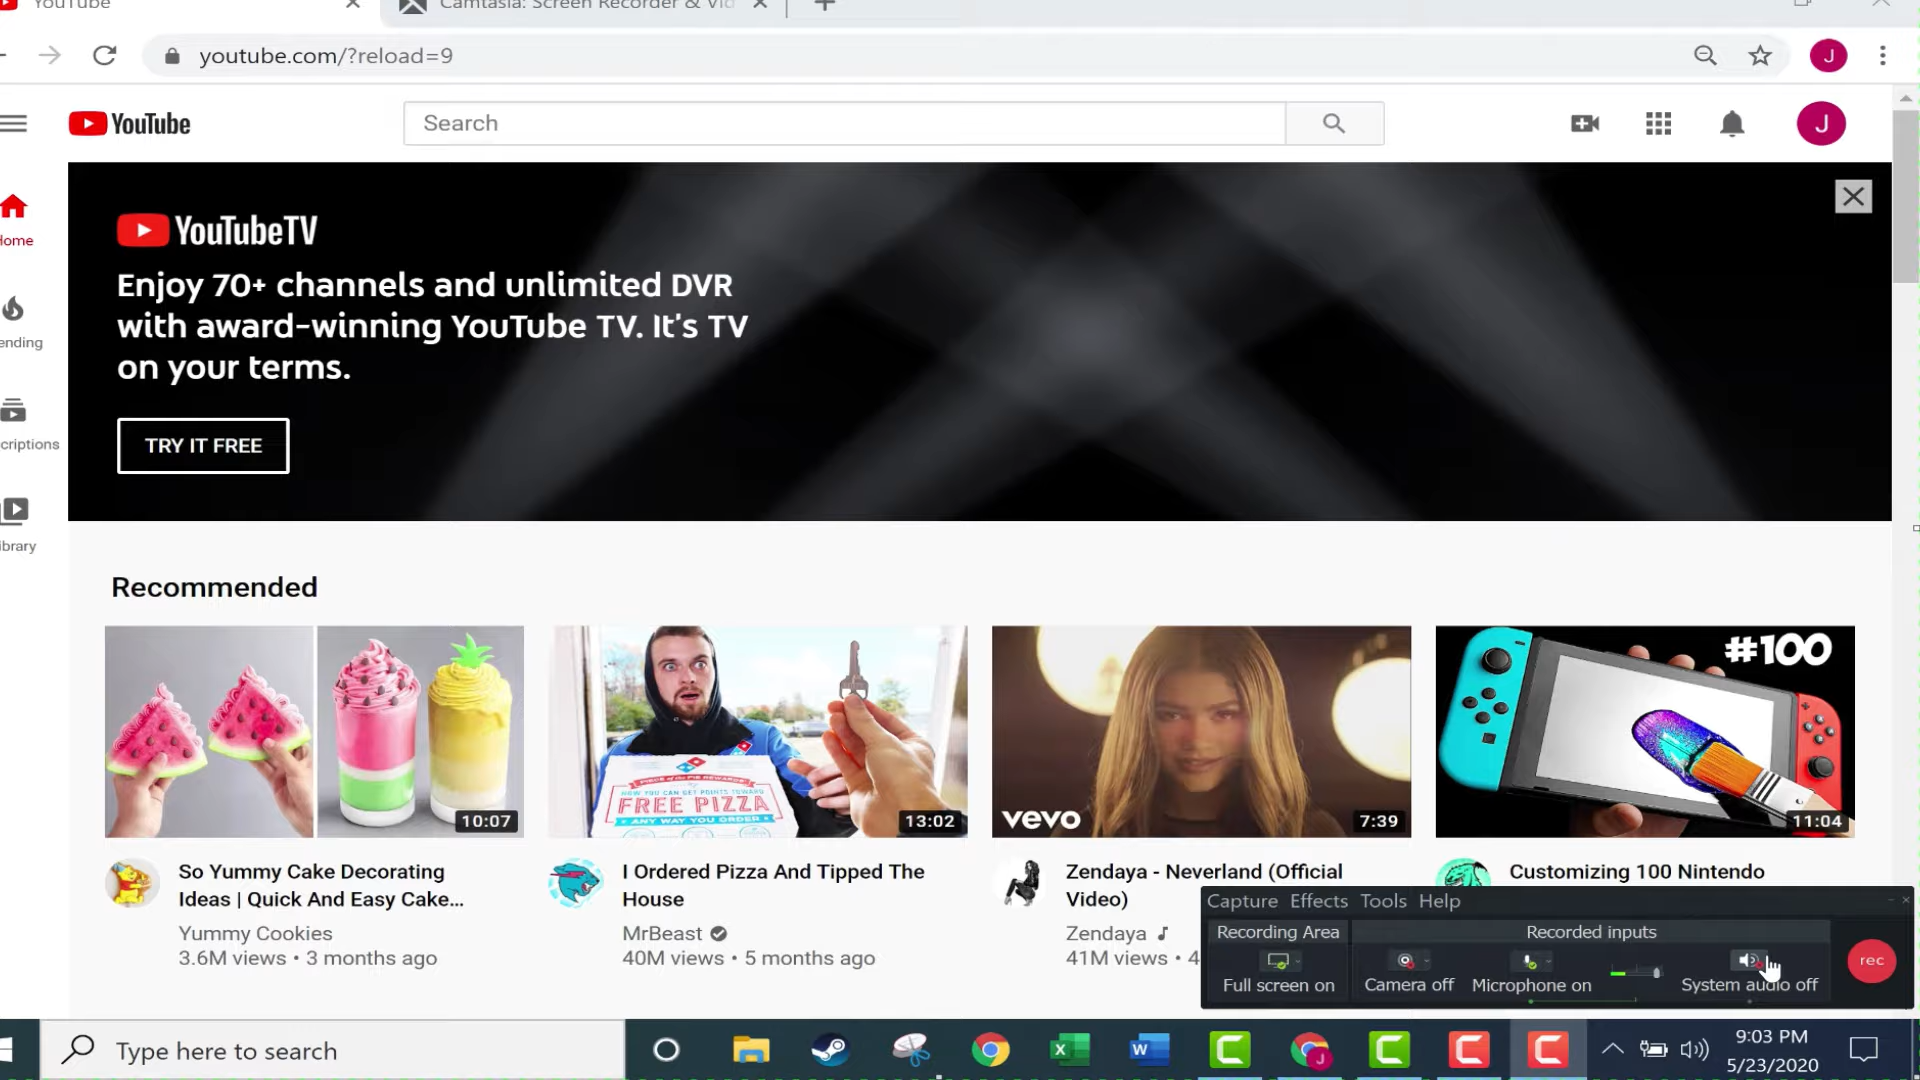 YouTube
Camtasia: Screen Recorder & Vid
youtube.com/?reload=9
J
YouTube
Search
J
Home
ending
criptions
ibrary
YouTubeTV
Enjoy 70+ channels and unlimited DVR
with award-winning YouTube TV. It's TV
on your terms.
TRY IT FREE
Recommended
FREE PIZZA
ANY WAY YOU ORDER
vevo
#100
10:07
13:02
7:39
11:04
So Yummy Cake Decorating
Ideas | Quick And Easy Cake...
Yummy Cookies
3.6M views • 3 months ago
I Ordered Pizza And Tipped The
House
MrBeast
40M views • 5 months ago
Zendaya - Neverland (Official
Video)
Zendaya
41M views • 4
Customizing 100 Nintendo
Capture Effects Tools Help
Recording Area
Recorded inputs
Full screen on
Camera off
Microphone on
System audio off
rec
Type here to search
J
9:03 PM
5/23/2020